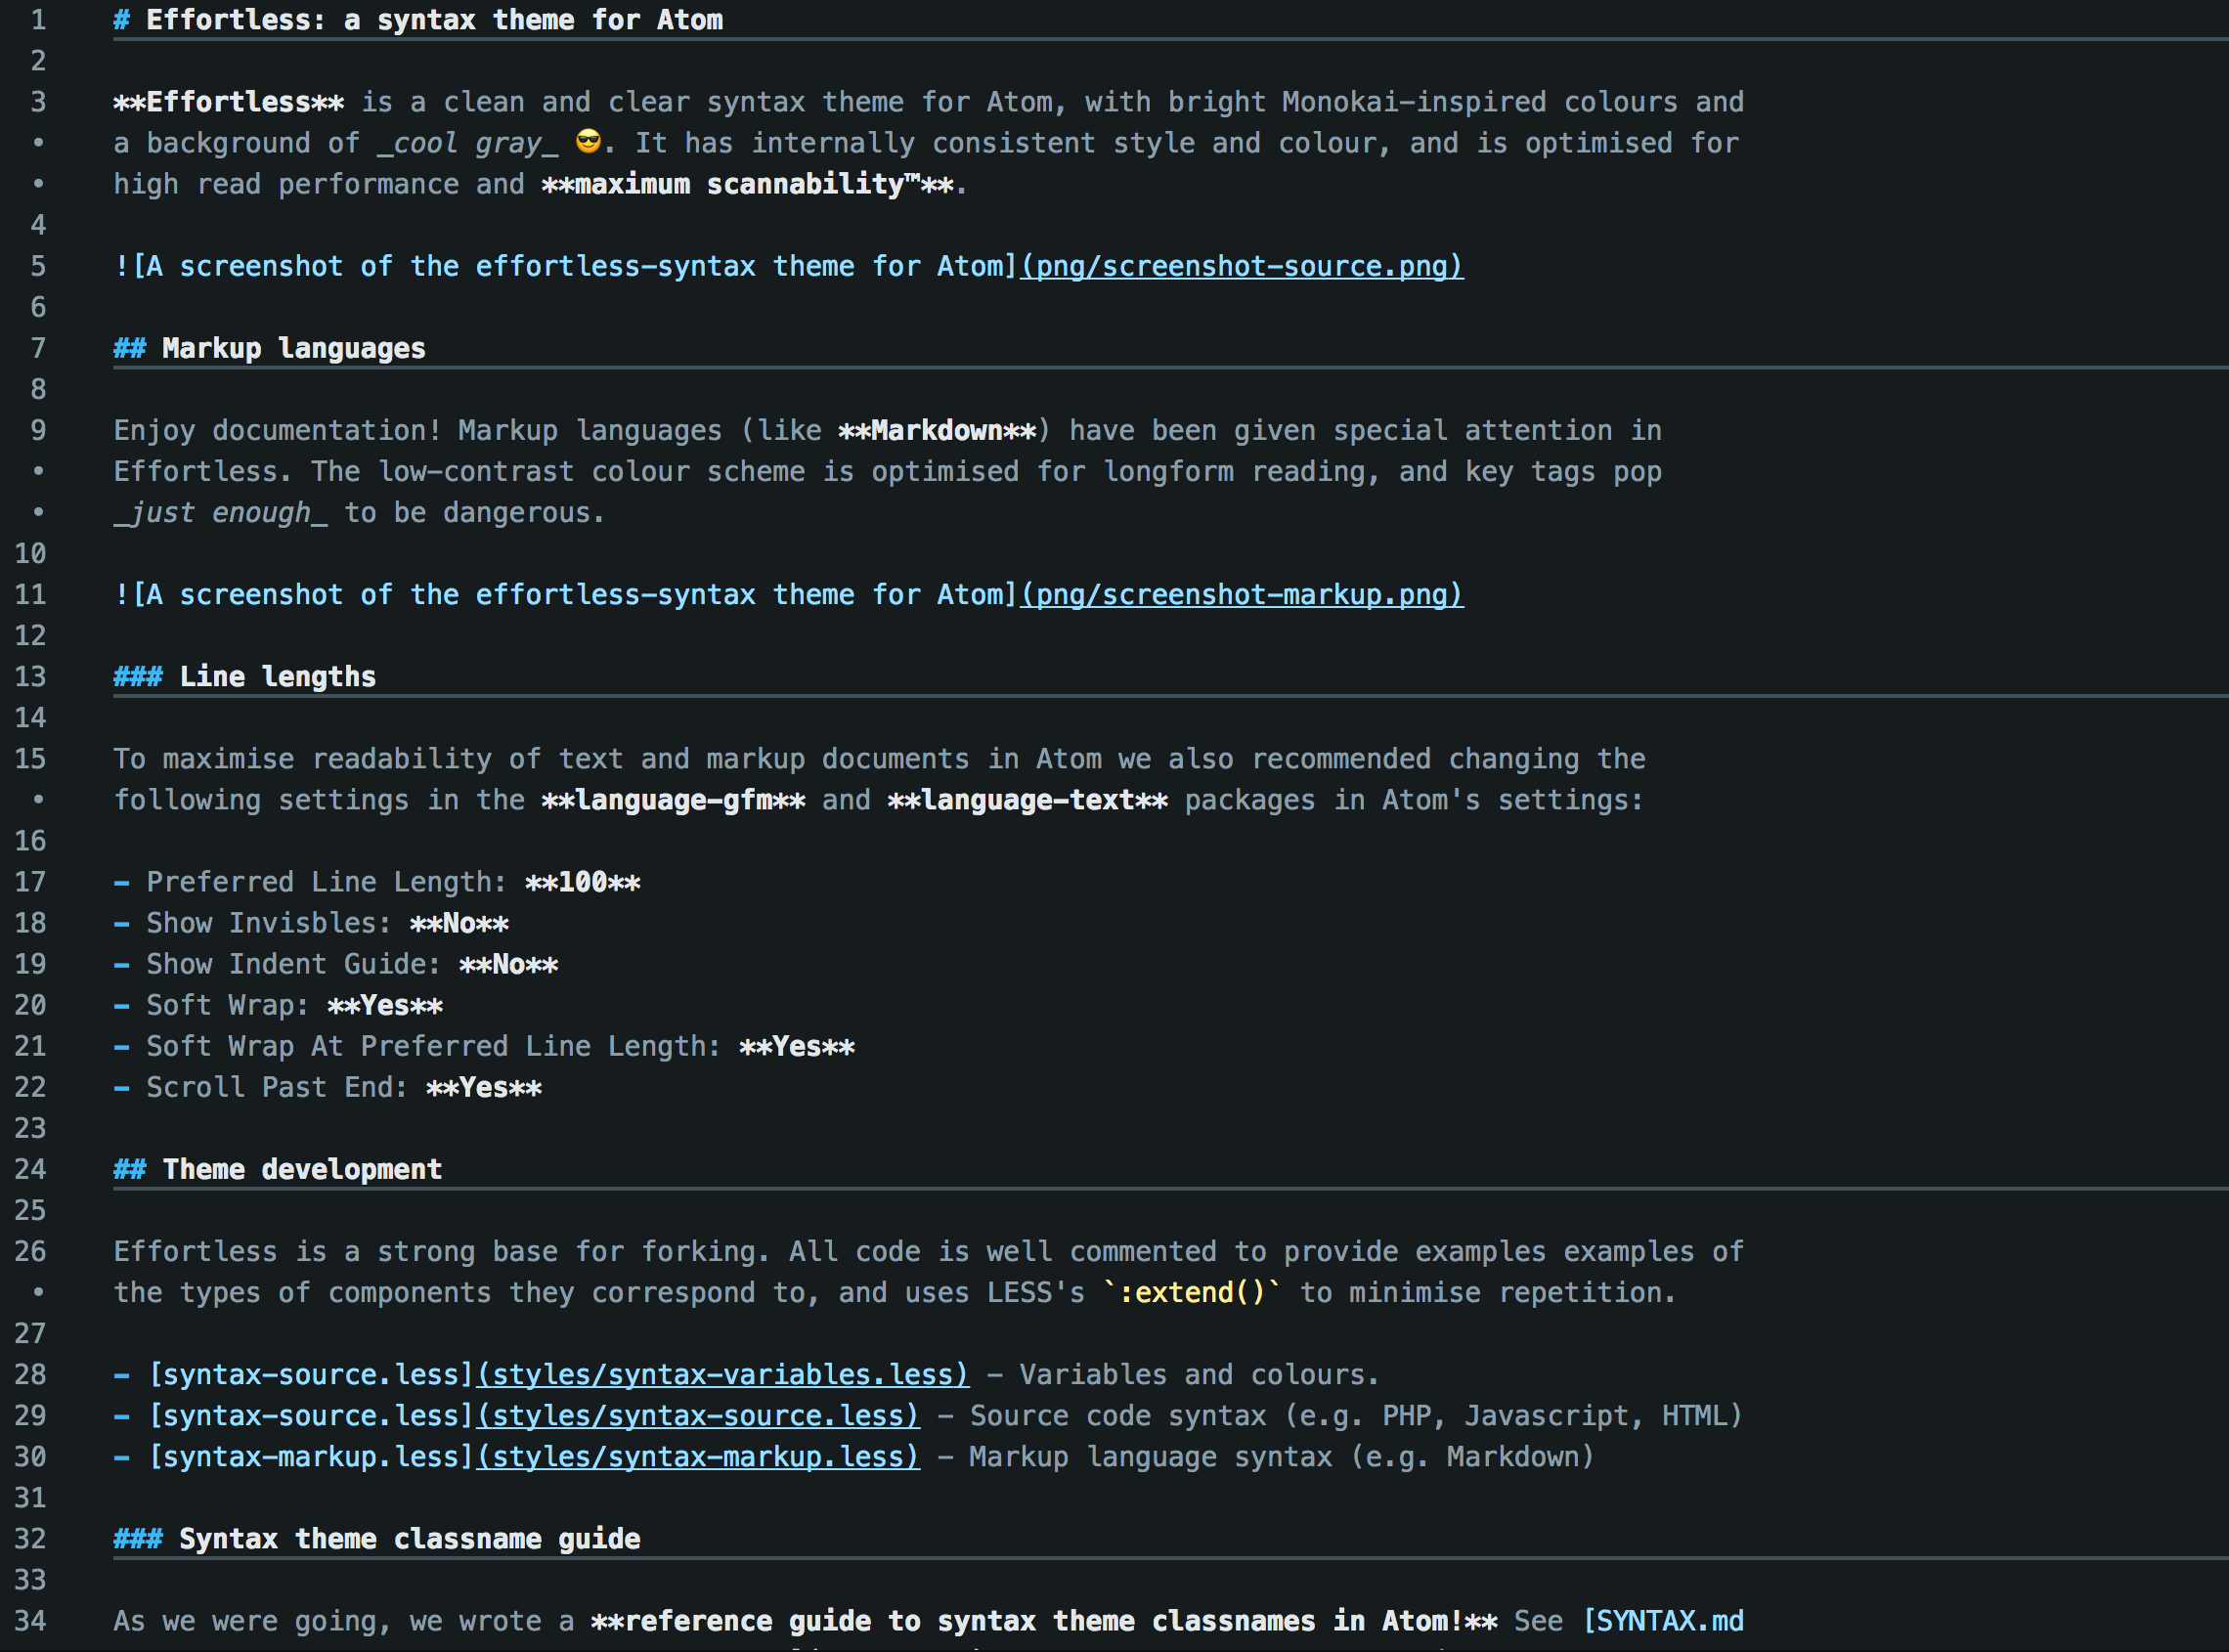 1 # Effortless: a syntax theme for Atom
2
3 **Effortless** is a clean and clear syntax theme for Atom, with bright Monokai-inspired colours and
• a background of _cool gray_ 😎. It has internally consistent style and colour, and is optimised for
• high read performance and **maximum scannability™**.
4
5 ![A screenshot of the effortless-syntax theme for Atom](png/screenshot-source.png)
6
7 ## Markup languages
8
9 Enjoy documentation! Markup languages (like **Markdown**) have been given special attention in
• Effortless. The low-contrast colour scheme is optimised for longform reading, and key tags pop
• _just enough_ to be dangerous.
10
11 ![A screenshot of the effortless-syntax theme for Atom](png/screenshot-markup.png)
12
13 ### Line lengths
14
15 To maximise readability of text and markup documents in Atom we also recommended changing the
• following settings in the **language-gfm** and **language-text** packages in Atom's settings:
16
17 - Preferred Line Length: **100**
18 - Show Invisbles: **No**
19 - Show Indent Guide: **No**
20 - Soft Wrap: **Yes**
21 - Soft Wrap At Preferred Line Length: **Yes**
22 - Scroll Past End: **Yes**
23
24 ## Theme development
25
26 Effortless is a strong base for forking. All code is well commented to provide examples examples of
• the types of components they correspond to, and uses LESS's `:extend()` to minimise repetition.
27
28 - [syntax-source.less](styles/syntax-variables.less) - Variables and colours.
29 - [syntax-source.less](styles/syntax-source.less) - Source code syntax (e.g. PHP, Javascript, HTML)
30 - [syntax-markup.less](styles/syntax-markup.less) - Markup language syntax (e.g. Markdown)
31
32 ### Syntax theme classname guide
33
34 As we were going, we wrote a **reference guide to syntax theme classnames in Atom!** See [SYNTAX.md